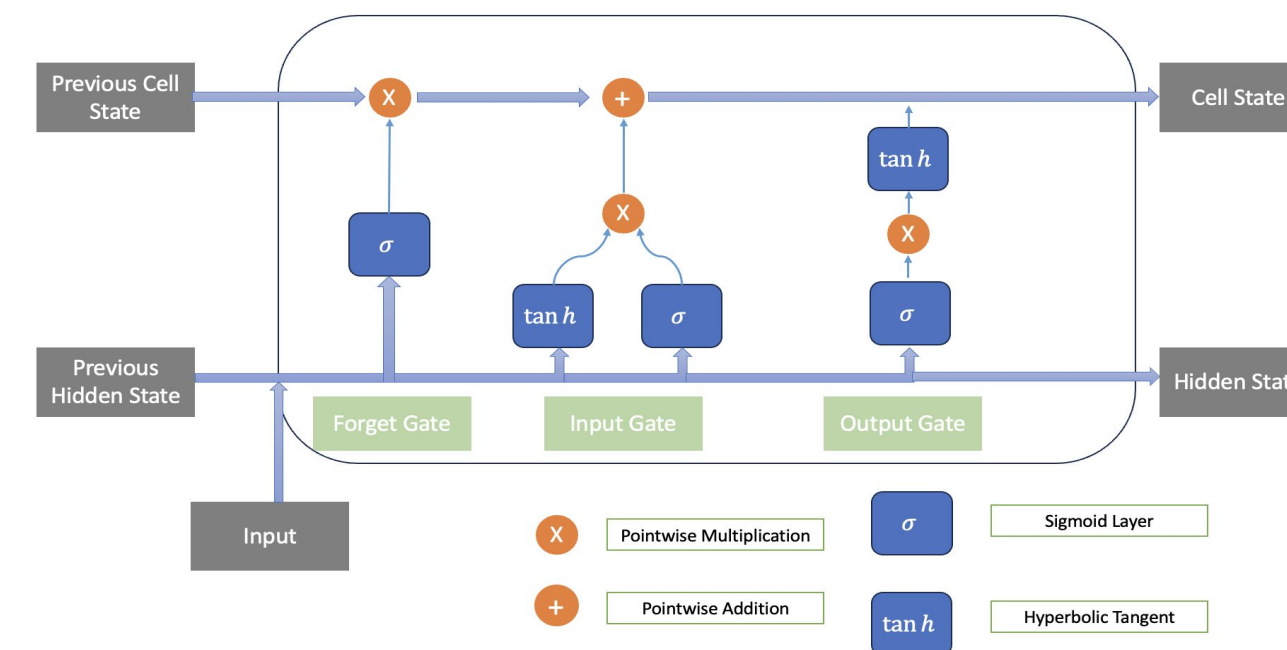 Previous Cell
State
X
+
Cell State
tan h
X
X
σ
tan h
σ
σ
Previous
Hidden State
Hidden Stat
Forget Gate
Input Gate
Output Gate
Input
X
Pointwise Multiplication
σ
Sigmoid Layer
+
Pointwise Addition
tan h
Hyperbolic Tangent